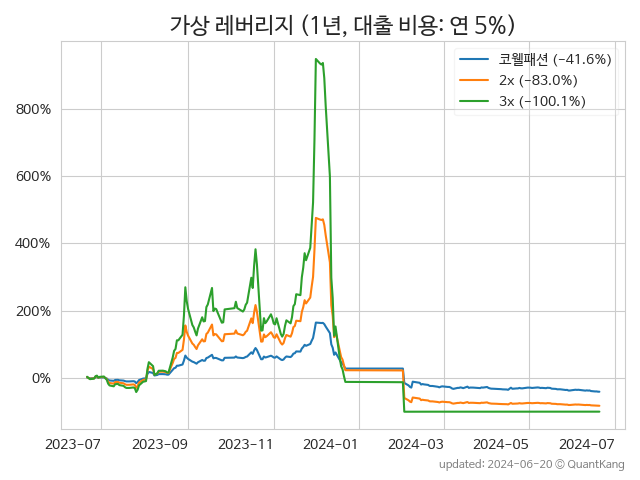 가상 레버리지 (1년, 대출 비용: 연 5%)
코웰패션 (-41.6%)
2x (-83.0%)
3x (-100.1%)
800%
600%
400%
200%
0%
2023-07 2023-09 2023-11 2024-01 2024-03 2024-05 2024-07
updated: 2024-06-20 © QuantKang